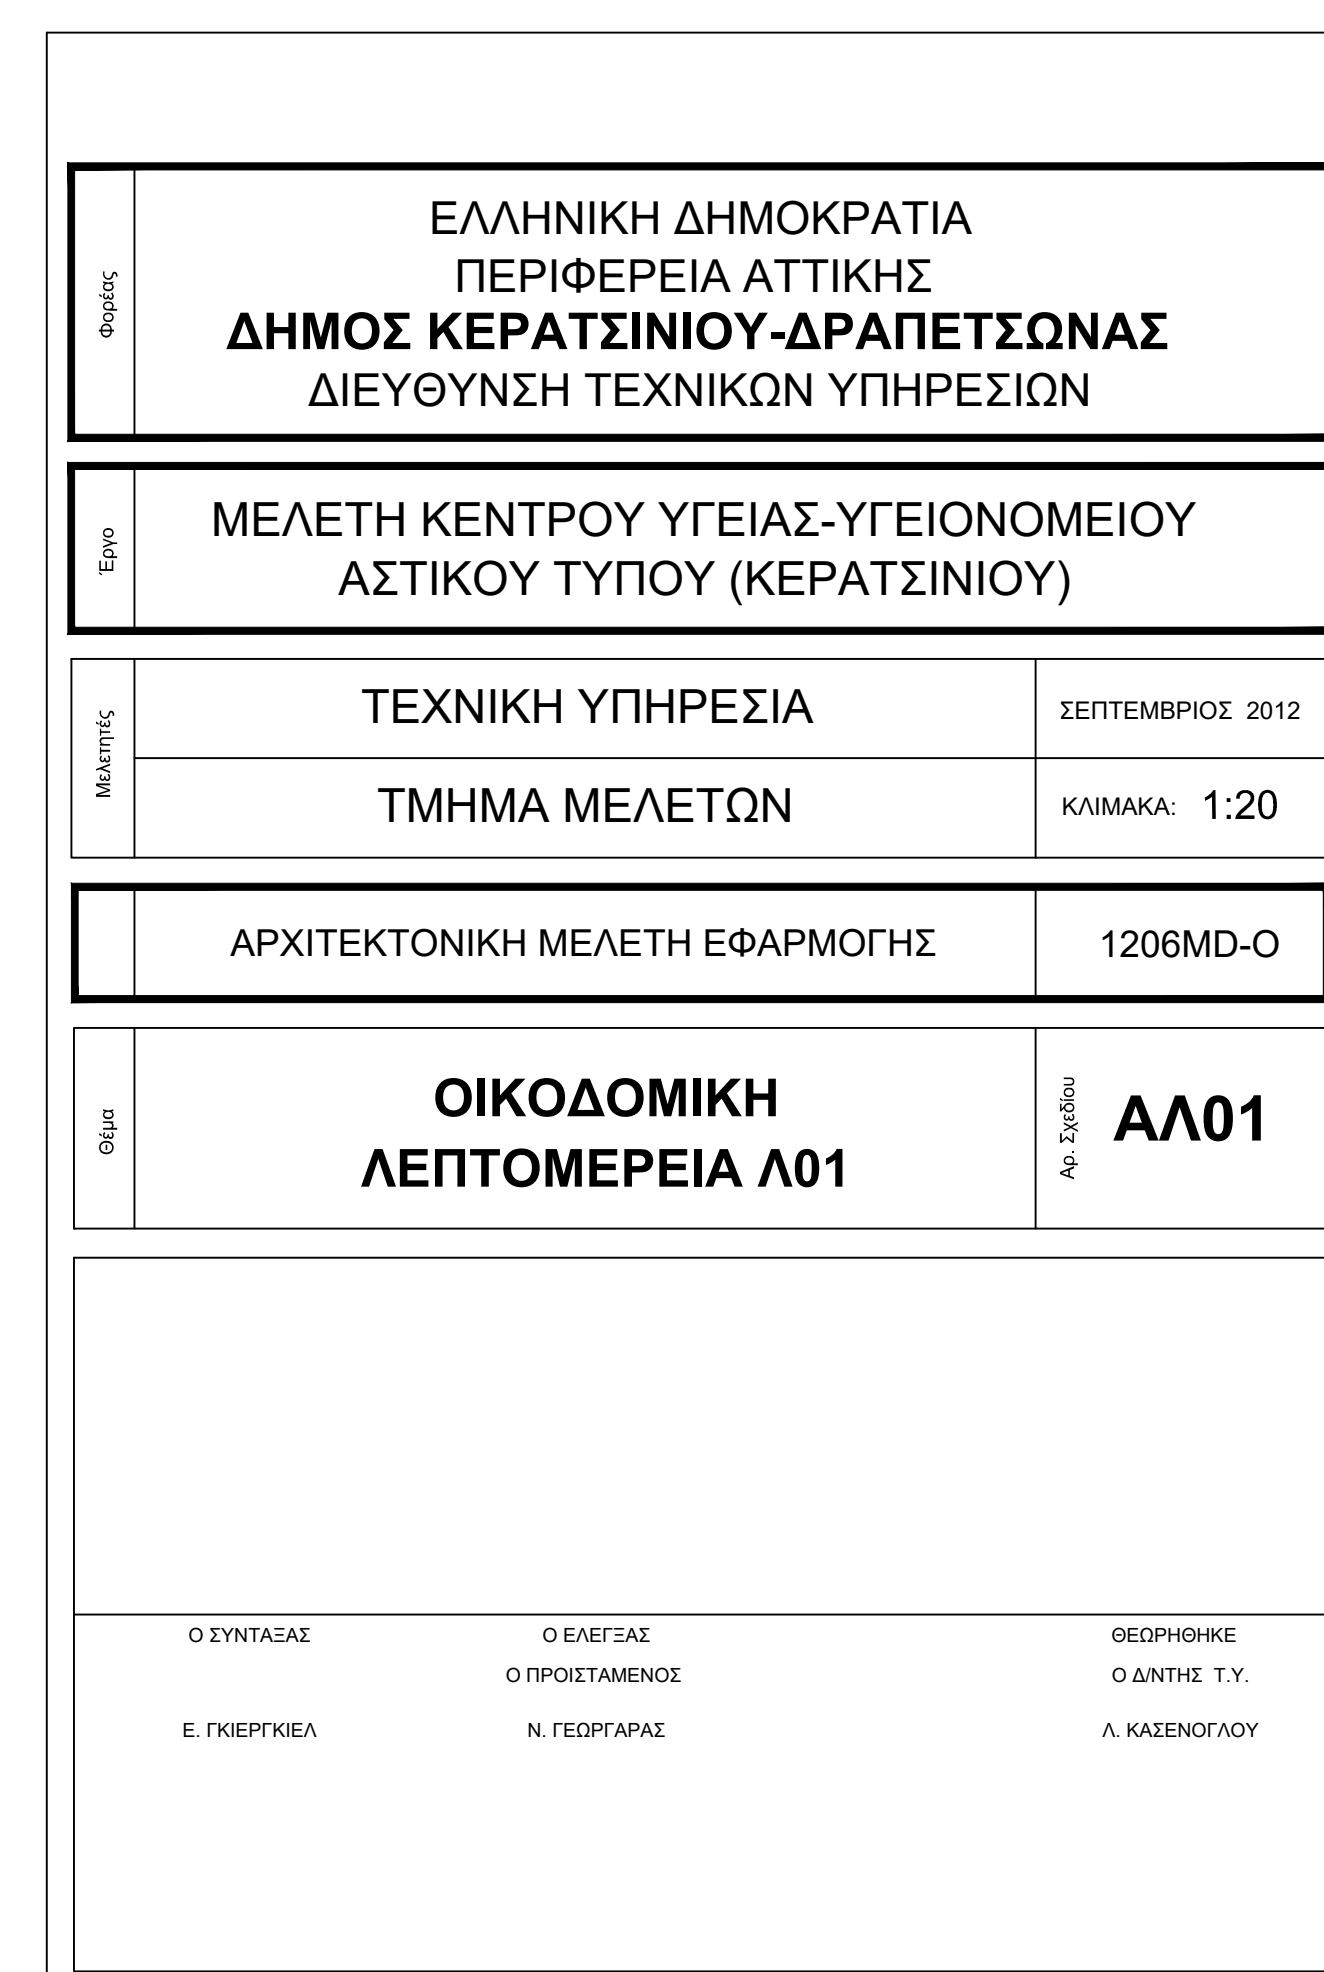 Φορέας
ΕΛΛΗΝΙΚΗ ΔΗΜΟΚΡΑΤΙΑ
ΠΕΡΙΦΕΡΕΙΑ ΑΤΤΙΚΗΣ
ΔΗΜΟΣ ΚΕΡΑΤΣΙΝΙΟΥ-ΔΡΑΠΕΤΣΩΝΑΣ
ΔΙΕΥΘΥΝΣΗ ΤΕΧΝΙΚΩΝ ΥΠΗΡΕΣΙΩΝ
Έργο
ΜΕΛΕΤΗ ΚΕΝΤΡΟΥ ΥΓΕΙΑΣ-ΥΓΕΙΟΝΟΜΕΙΟΥ
ΑΣΤΙΚΟΥ ΤΥΠΟΥ (ΚΕΡΑΤΣΙΝΙΟΥ)
Μελετητές
ΤΕΧΝΙΚΗ ΥΠΗΡΕΣΙΑ
ΣΕΠΤΕΜΒΡΙΟΣ 2012
ΤΜΗΜΑ ΜΕΛΕΤΩΝ
ΚΛΙΜΑΚΑ: 1:20
ΑΡΧΙΤΕΚΤΟΝΙΚΗ ΜΕΛΕΤΗ ΕΦΑΡΜΟΓΗΣ
1206MD-O
Θέμα
ΟΙΚΟΔΟΜΙΚΗ
ΛΕΠΤΟΜΕΡΕΙΑ Λ01
Αρ. Σχεδίου
ΑΛ01
Ο ΣΥΝΤΑΞΑΣ Ο ΕΛΕΓΞΑΣ ΘΕΩΡΗΘΗΚΕ
Ο ΠΡΟΙΣΤΑΜΕΝΟΣ Ο Δ/ΝΤΗΣ Τ.Υ.
Ε. ΓΚΙΕΡΓΚΙΕΛ Ν. ΓΕΩΡΓΑΡΑΣ Λ. ΚΑΣΕΝΟΓΛΟΥ